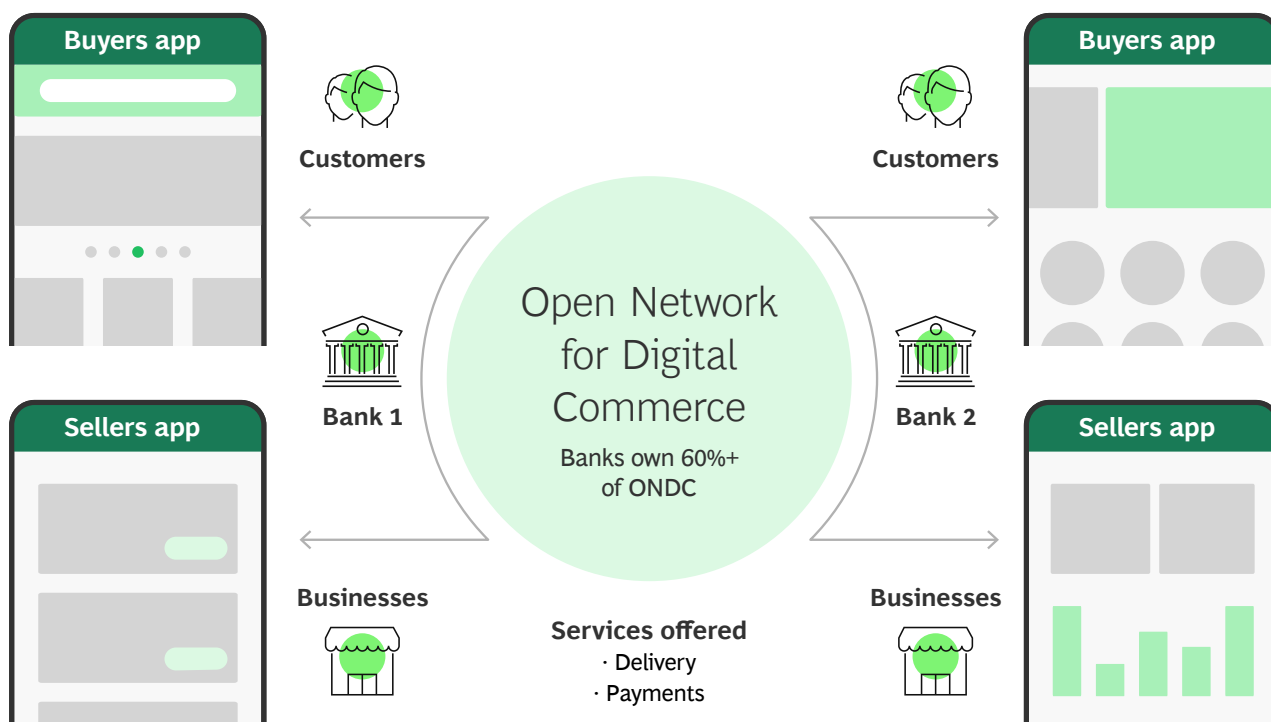 Buyers app
Customers
Bank 1
Sellers app
Businesses
Open Network
for Digital
Commerce
Banks own 60%+
of ONDC
Services offered
· Delivery
· Payments
Buyers app
Customers
Bank 2
Sellers app
Businesses